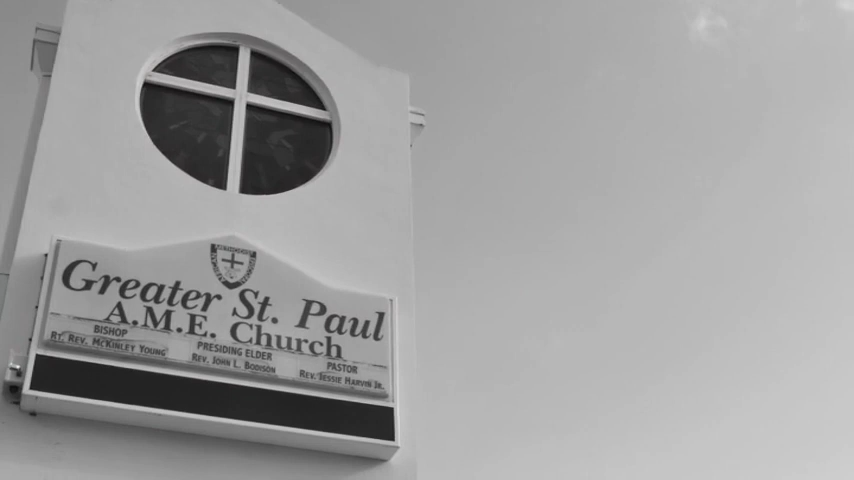 Greater St. Paul
A.M.E. Church
BISHOP
RT. REV. MCKINLEY YOUNG
PRESIDING ELDER
REV. JOHN L. BODISON
PASTOR
REV. JESSIE HARVIN JR.